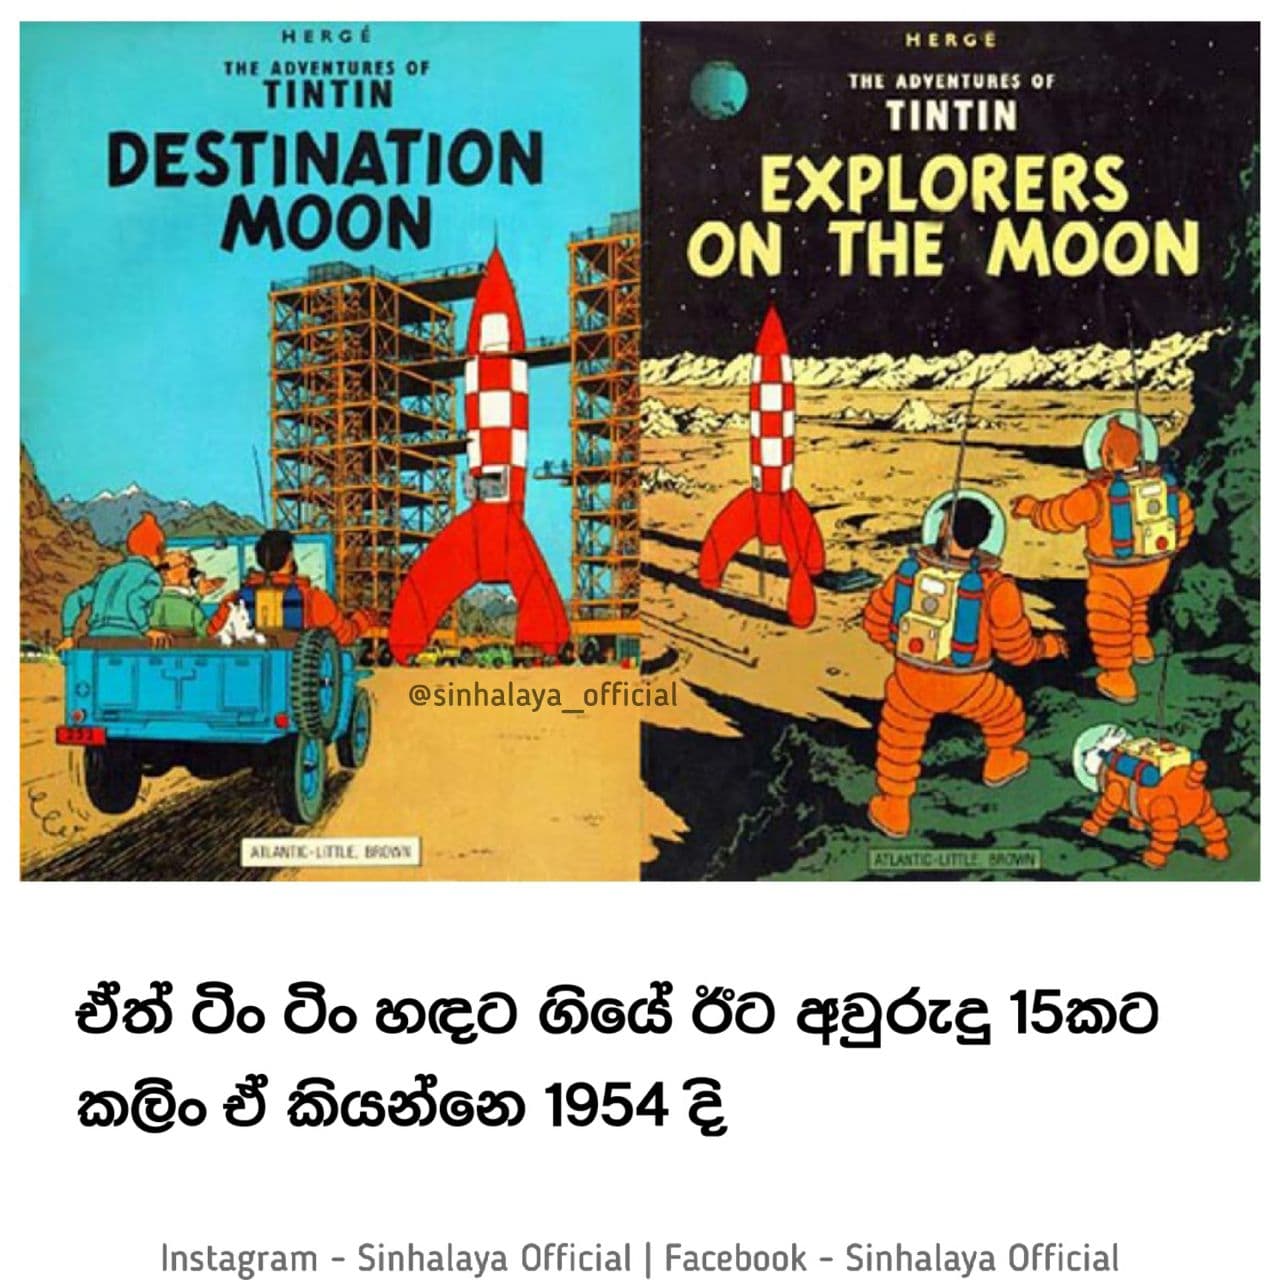 HERGÉ
THE ADVENTURES OF
TINTIN
DESTINATION
MOON
ATLANTIC-LITTLE, BROWN
HERGÉ
THE ADVENTURES OF
TINTIN
EXPLORERS
ON THE MOON
ATLANTIC-LITTLE, BROWN
@sinhalaya_official
ඒත් ටිං ටිං හඳට ගියේ ඊට අවුරුදු 15කට
කලිං ඒ කියන්නෙ 1954 දි
Instagram - Sinhalaya Official | Facebook - Sinhalaya Official